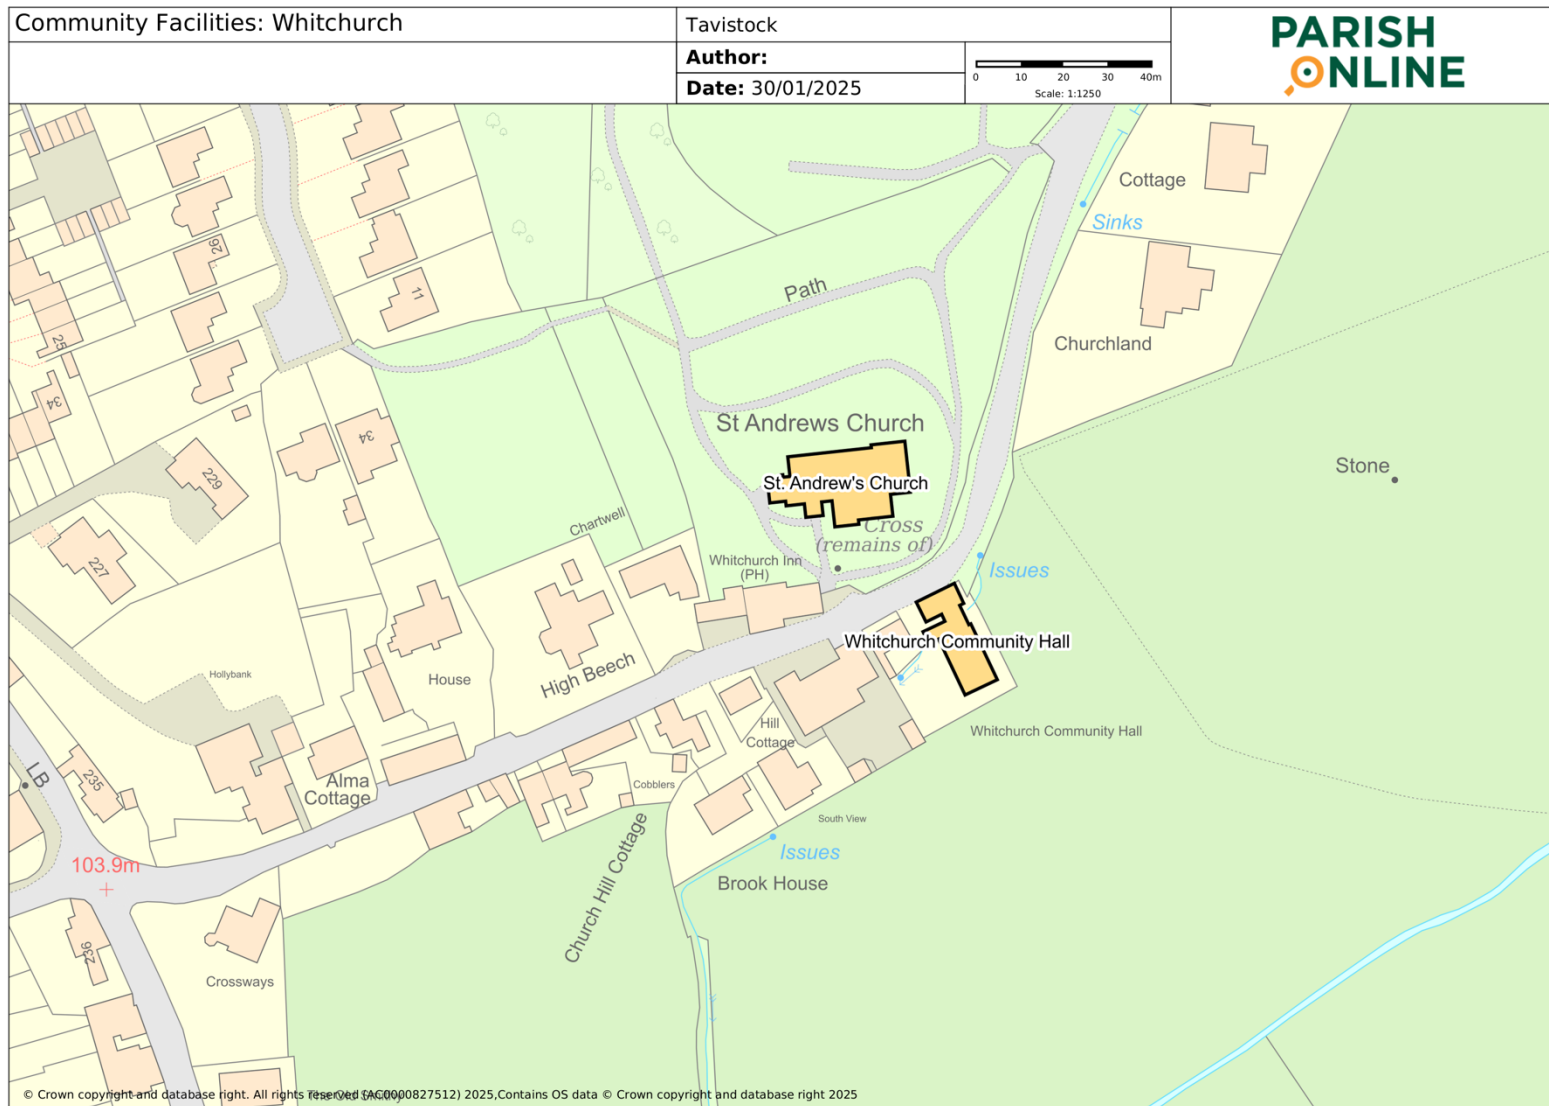 Community Facilities: Whitchurch
Tavistock
Author:
Date: 30/01/2025
0 10 20 30 40m
Scale: 1:1250
PARISH
ONLINE
Cottage
Sinks
26
11
Path
25
Churchland
34
34
St Andrews Church
229
Stone
St. Andrew's Church
Chartwell
Cross
(remains of)
Whitchurch Inn
(PH)
227
Issues
Whitchurch Community Hall
Hollybank
House
High Beech
Hill
Cottage
Whitchurch Community Hall
LB
235
Alma
Cottage
Cobblers
South View
Church Hill Cottage
Issues
103.9m
Brook House
236
Crossways
© Crown copyright and database right. All rights reserved (AC0000827512) 2025,Contains OS data © Crown copyright and database right 2025